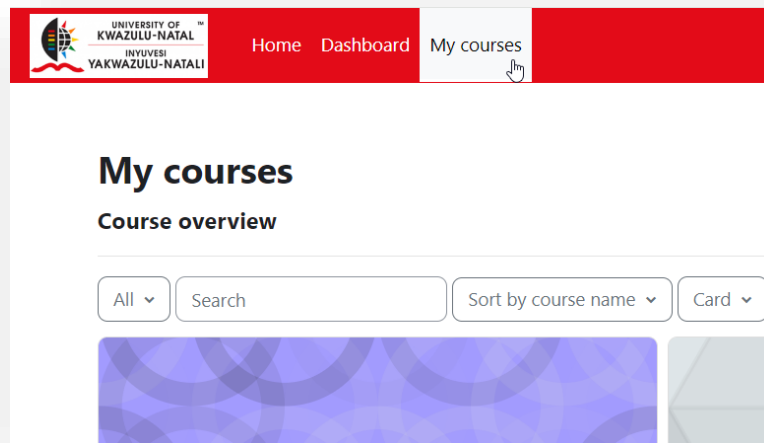 UNIVERSITY OF ™
KWAZULU-NATAL
INYUVESI
YAKWAZULU-NATALI
Home Dashboard My courses
My courses
Course overview
All Search Sort by course name Card